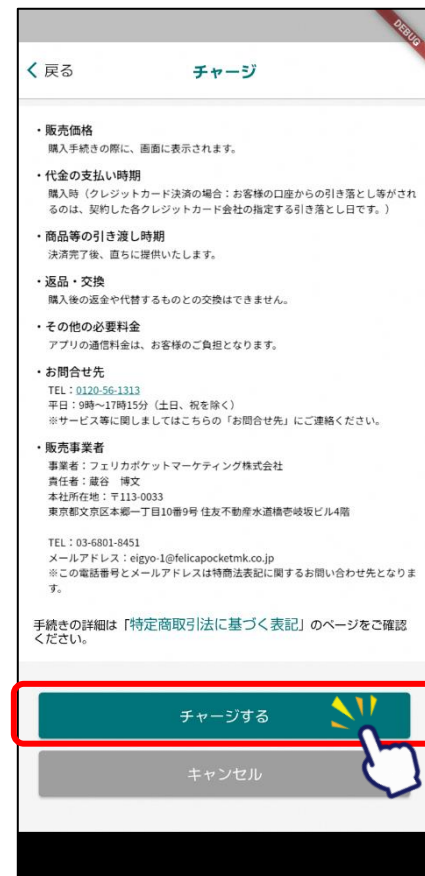 DEBUG
戻る
チャージ
・販売価格
購入手続きの際に、画面に表示されます。
・代金の支払い時期
購入時（クレジットカード決済の場合：お客様の口座からの引き落とし等がされ
るのは、契約した各クレジットカード会社の指定する引き落とし日です。）
・商品等の引き渡し時期
決済完了後、直ちに提供いたします。
・返品・交換
購入後の返金や代替するものとの交換はできません。
・その他の必要料金
アプリの通信料金は、お客様のご負担となります。
・お問合せ先
TEL：0120-56-1313
平日：9時～17時15分（土日、祝を除く）
※サービス等に関しましてはこちらの「お問合せ先」にご連絡ください。
・販売事業者
事業者：フェリカポケットマーケティング株式会社
責任者：蔵谷　博文
本社所在地：〒113-0033
東京都文京区本郷一丁目10番9号 住友不動産水道橋壱岐坂ビル4階
TEL：03-6801-8451
メールアドレス：eigyo-1@felicapocketmk.co.jp
※この電話番号とメールアドレスは特商法表記に関するお問い合わせ先となりま
す。
手続きの詳細は「特定商取引法に基づく表記」のページをご確認
ください。
チャージする
キャンセル